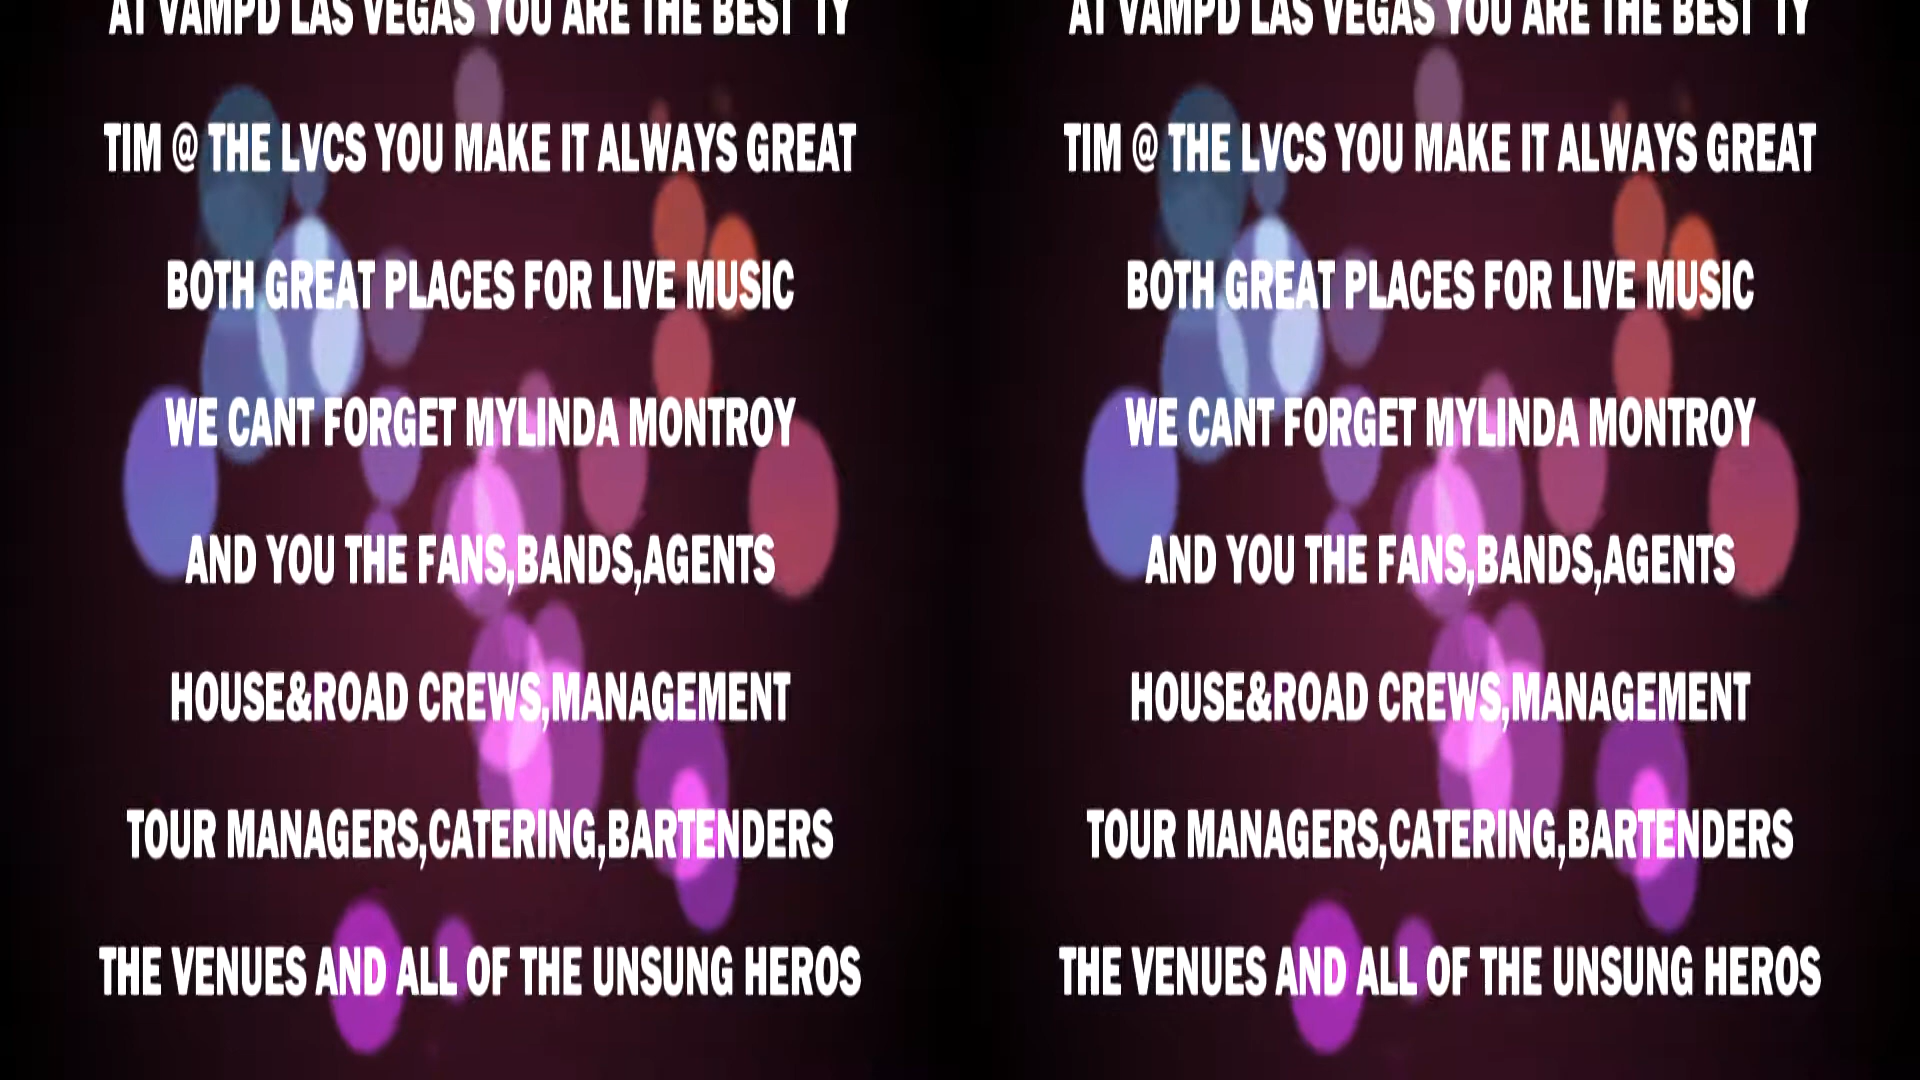 AT VAMPD LAS VEGAS YOU ARE THE BEST TY
TIM @ THE LVCS YOU MAKE IT ALWAYS GREAT
BOTH GREAT PLACES FOR LIVE MUSIC
WE CANT FORGET MYLINDA MONTROY
AND YOU THE FANS,BANDS,AGENTS
HOUSE&ROAD CREWS,MANAGEMENT
TOUR MANAGERS,CATERING,BARTENDERS
THE VENUES AND ALL OF THE UNSUNG HEROS
AT VAMPD LAS VEGAS YOU ARE THE BEST TY
TIM @ THE LVCS YOU MAKE IT ALWAYS GREAT
BOTH GREAT PLACES FOR LIVE MUSIC
WE CANT FORGET MYLINDA MONTROY
AND YOU THE FANS,BANDS,AGENTS
HOUSE&ROAD CREWS,MANAGEMENT
TOUR MANAGERS,CATERING,BARTENDERS
THE VENUES AND ALL OF THE UNSUNG HEROS